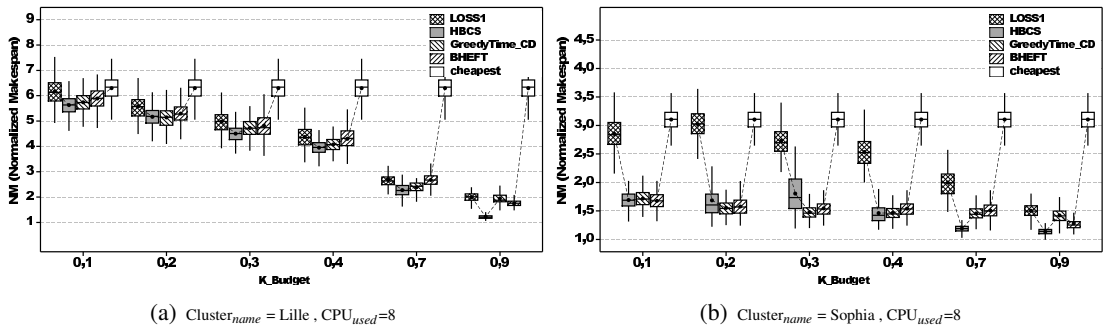 NM (Normalized Makespan)
9
8
7
6
5
4
3
2
1
LOSS1
HBCS
GreedyTime_CD
BHEFT
cheapest
0,1 0,2 0,3 0,4 0,7 0,9
K_Budget
(a) Cluster_name = Lille , CPU_used=8
NM (Normalized Makespan)
4,5
4,0
3,5
3,0
2,5
2,0
1,5
1,0
LOSS1
HBCS
GreedyTime_CD
BHEFT
cheapest
0,1 0,2 0,3 0,4 0,7 0,9
K_Budget
(b) Cluster_name = Sophia , CPU_used=8